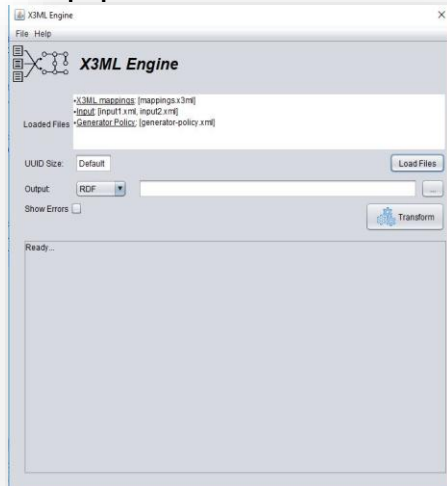 X3ML Engine
File Help
X3ML Engine
•X3ML mappings: [mappings.x3ml]
•Input: [input1.xml, input2.xml]
Loaded Files •Generator Policy: [generator-policy.xml]
UUID Size: Default Load Files
Output: RDF ...
Show Errors Transform
Ready...